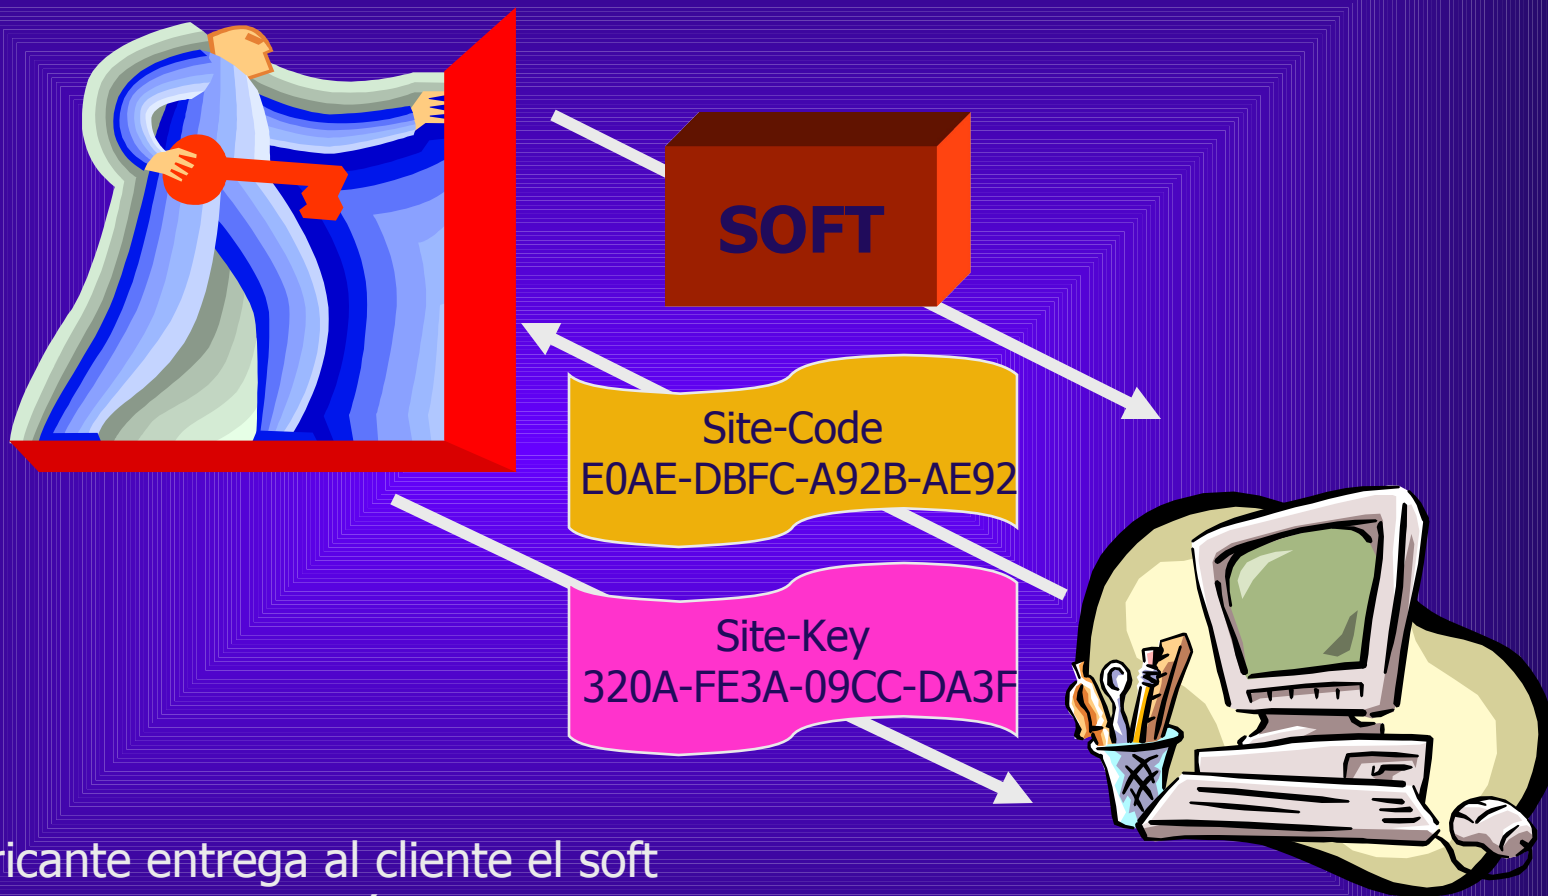 SOFT
Site-Code
E0AE-DBFC-A92B-AE92
Site-Key
320A-FE3A-09CC-DA3F
ricante entrega al cliente el soft